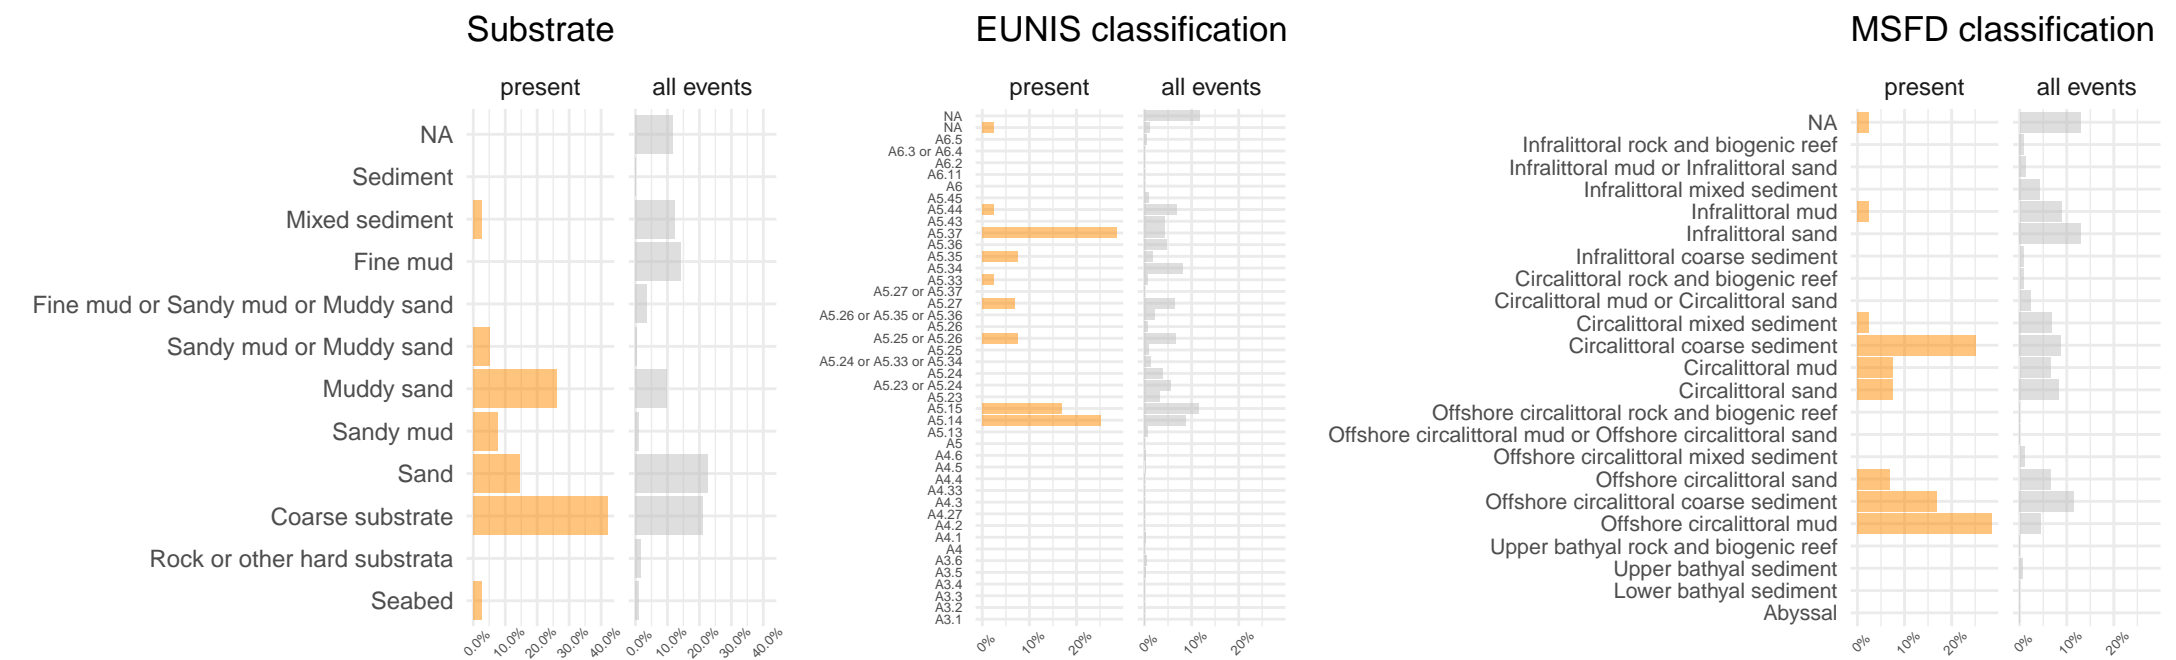 Substrate
present
all events
NA
Sediment
Mixed sediment
Fine mud
Fine mud or Sandy mud or Muddy sand
Sandy mud or Muddy sand
Muddy sand
Sandy mud
Sand
Coarse substrate
Rock or other hard substrata
Seabed
0.0% 10.0% 20.0% 30.0% 40.0%
0.0% 10.0% 20.0% 30.0% 40.0%
EUNIS classification
present
all events
NA
NA
A6.5
A6.3 or A6.4
A6.2
A6.11
A6
A5.45
A5.44
A5.43
A5.37
A5.36
A5.35
A5.34
A5.33
A5.27 or A5.37
A5.27
A5.26 or A5.35 or A5.36
A5.26
A5.25 or A5.26
A5.25
A5.24 or A5.33 or A5.34
A5.24
A5.23 or A5.24
A5.23
A5.15
A5.14
A5.13
A5
A4.6
A4.5
A4.4
A4.33
A4.3
A4.27
A4.2
A4.1
A4
A3.6
A3.5
A3.4
A3.3
A3.2
A3.1
0% 10% 20%
0% 10% 20%
MSFD classification
present
all events
NA
Infralittoral rock and biogenic reef
Infralittoral mud or Infralittoral sand
Infralittoral mixed sediment
Infralittoral mud
Infralittoral sand
Infralittoral coarse sediment
Circalittoral rock and biogenic reef
Circalittoral mud or Circalittoral sand
Circalittoral mixed sediment
Circalittoral coarse sediment
Circalittoral mud
Circalittoral sand
Offshore circalittoral rock and biogenic reef
Offshore circalittoral mud or Offshore circalittoral sand
Offshore circalittoral mixed sediment
Offshore circalittoral sand
Offshore circalittoral coarse sediment
Offshore circalittoral mud
Upper bathyal rock and biogenic reef
Upper bathyal sediment
Lower bathyal sediment
Abyssal
0% 10% 20%
0% 10% 20%